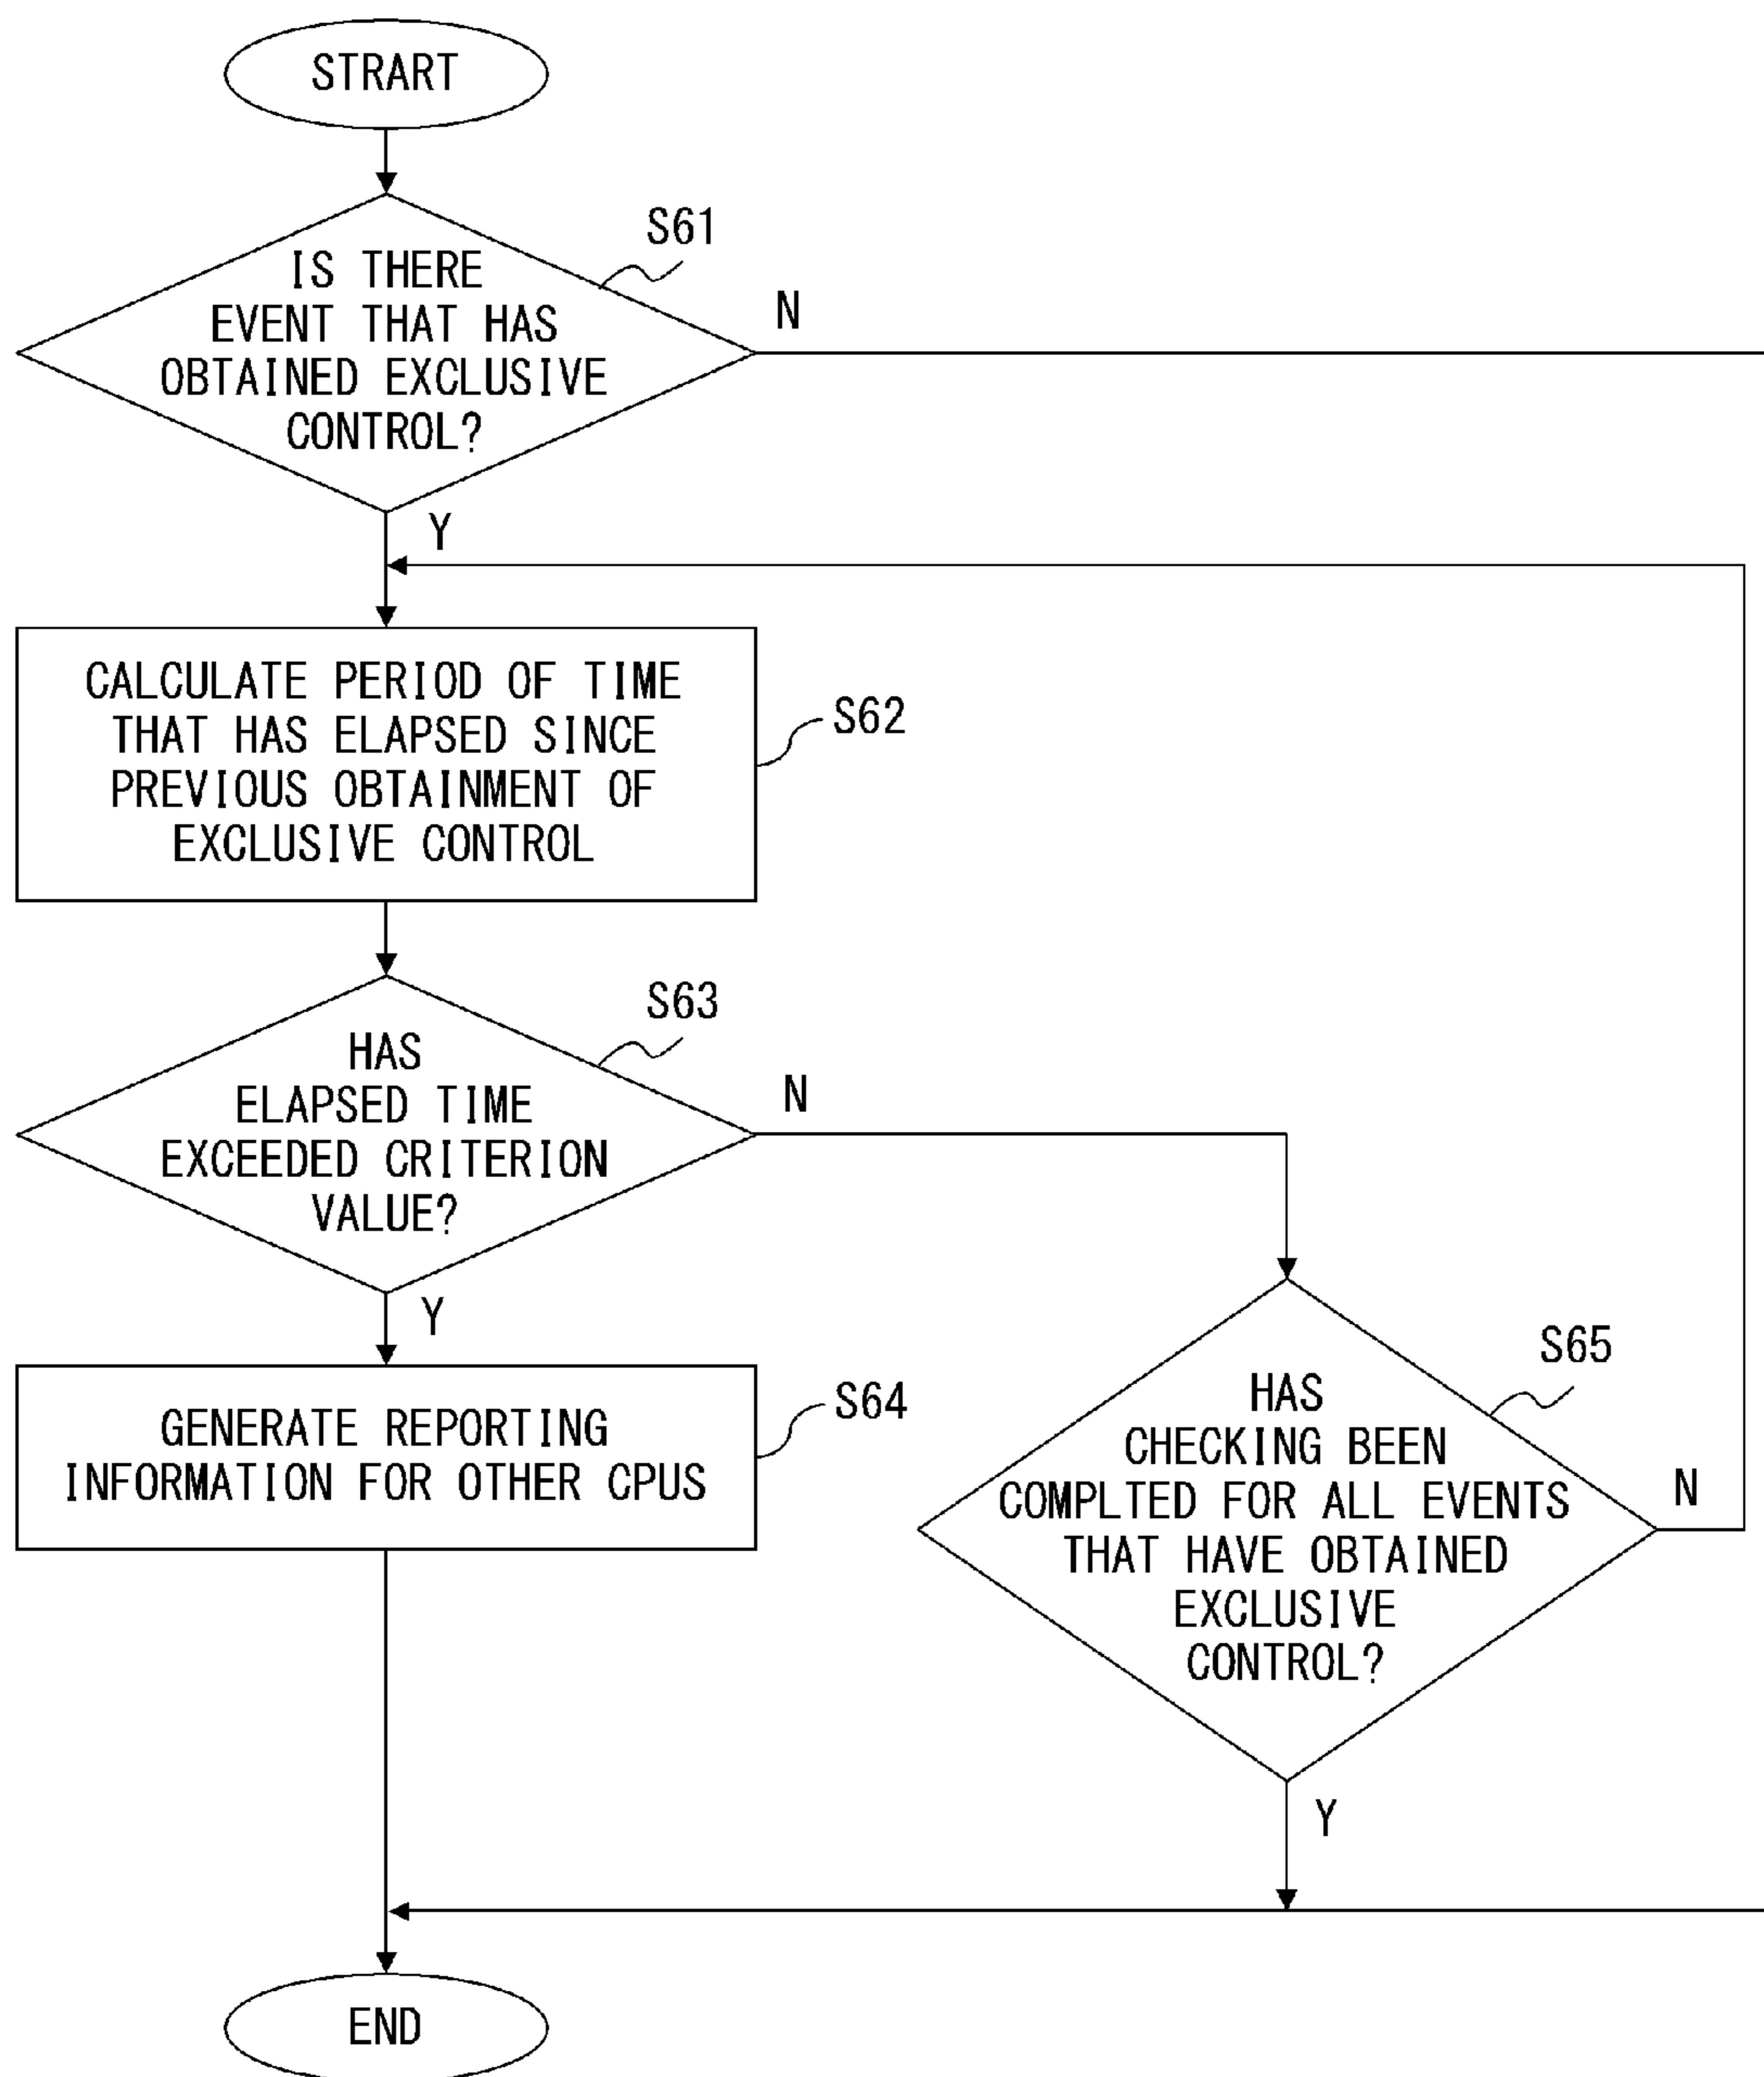 STRART
S61
IS THERE
EVENT THAT HAS
OBTAINED EXCLUSIVE
CONTROL?
N
Y
CALCULATE PERIOD OF TIME
THAT HAS ELAPSED SINCE
PREVIOUS OBTAINMENT OF
EXCLUSIVE CONTROL
S62
S63
HAS
ELAPSED TIME
EXCEEDED CRITERION
VALUE?
N
Y
GENERATE REPORTING
INFORMATION FOR OTHER CPUS
S64
S65
HAS
CHECKING BEEN
COMPLTED FOR ALL EVENTS
THAT HAVE OBTAINED
EXCLUSIVE
CONTROL?
N
Y
END